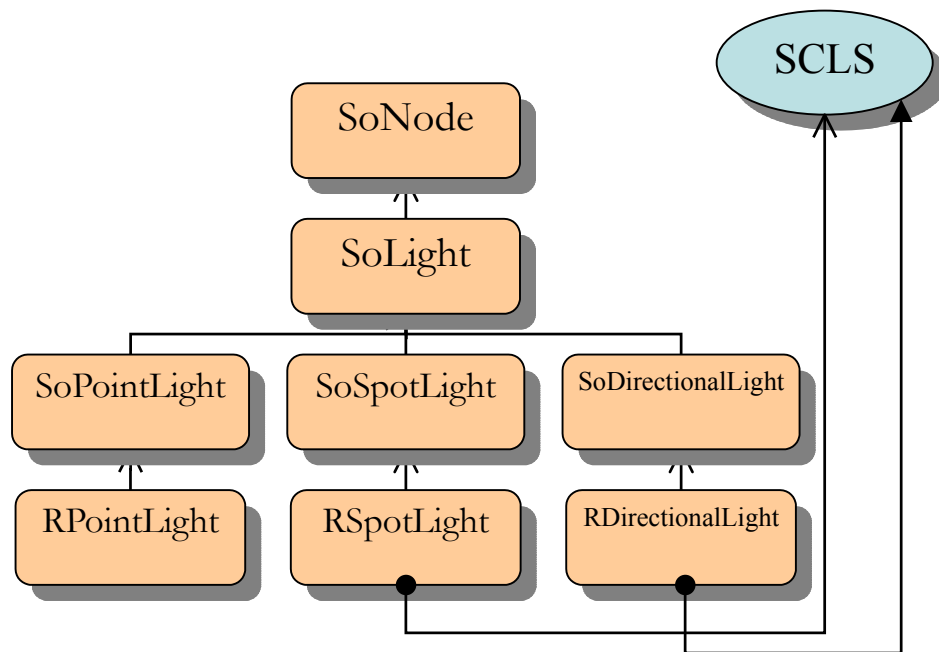 SCLS
SoNode
SoLight
SoPointLight
SoSpotLight
SoDirectionalLight
RPointLight
RSpotLight
RDirectionalLight